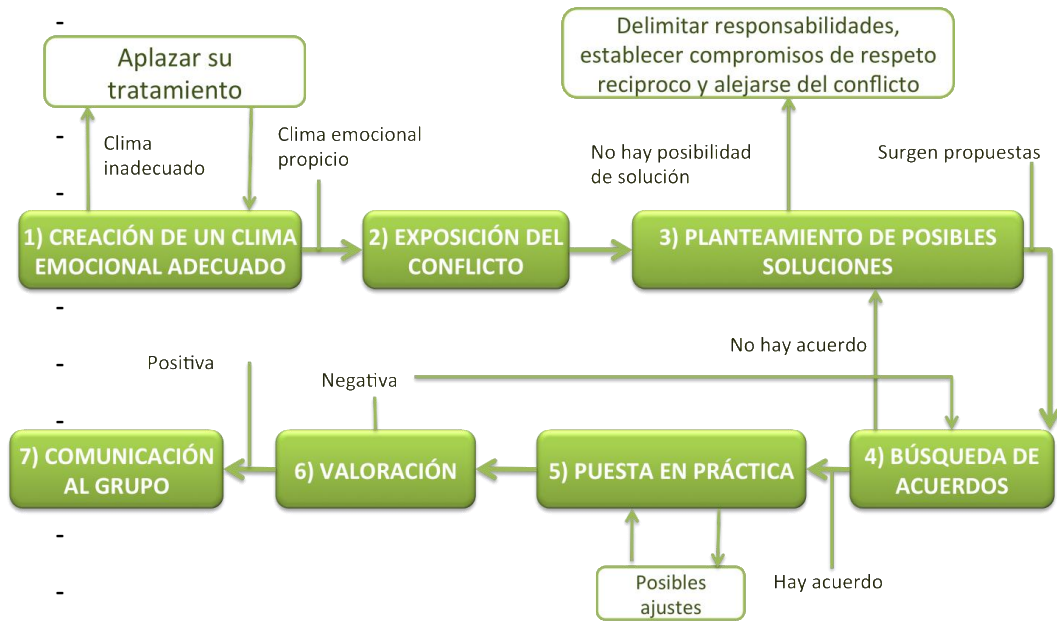 Aplazar su
tratamiento
Delimitar responsabilidades,
establecer compromisos de respeto
reciproco y alejarse del conflicto
Clima
inadecuado
Clima emocional
propicio
No hay posibilidad
de solución
Surgen propuestas
1) CREACIÓN DE UN CLIMA
EMOCIONAL ADECUADO
2) EXPOSICIÓN DEL
CONFLICTO
3) PLANTEAMIENTO DE POSIBLES
SOLUCIONES
No hay acuerdo
Positiva
Negativa
7) COMUNICACIÓN
AL GRUPO
6) VALORACIÓN
5) PUESTA EN PRÁCTICA
4) BÚSQUEDA DE
ACUERDOS
Posibles
ajustes
Hay acuerdo